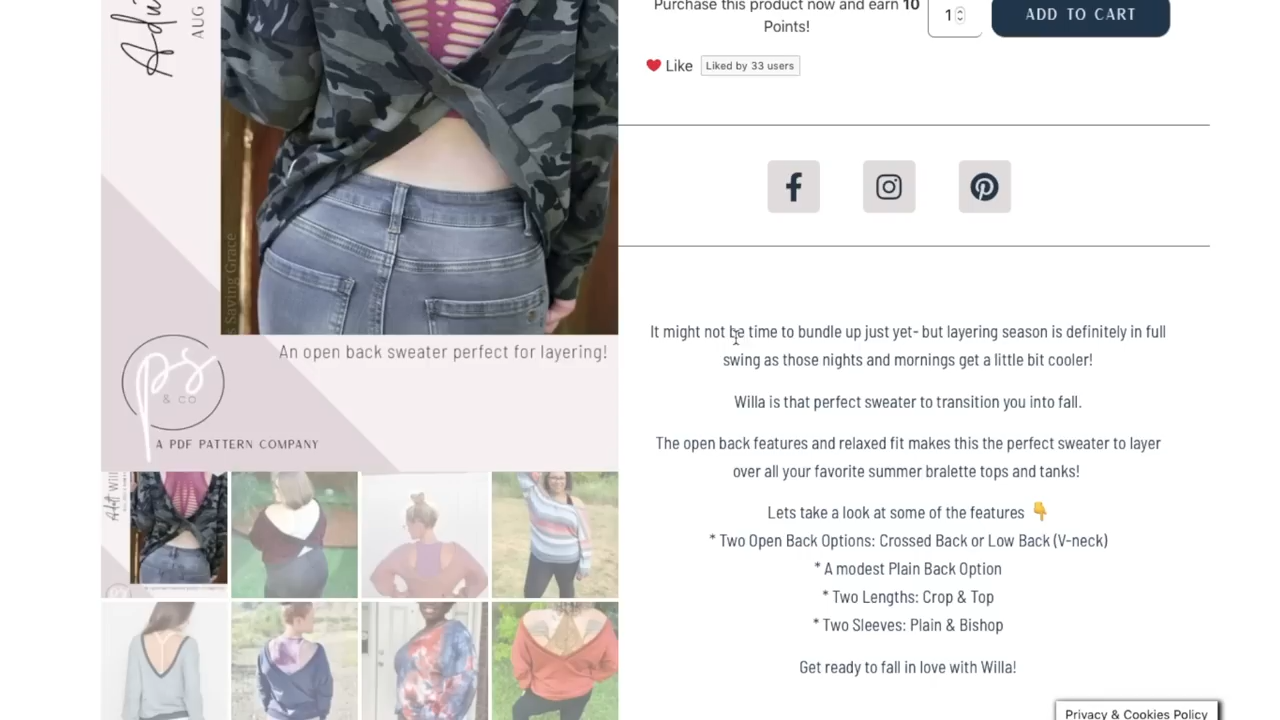 Adult
AUG
s Saving Grace
An open back sweater perfect for layering!
ps
& CO
A PDF PATTERN COMPANY
Purchase this product now and earn 10
Points!
1
ADD TO CART
Like
Liked by 33 users
It might not be time to bundle up just yet- but layering season is definitely in full
swing as those nights and mornings get a little bit cooler!
Willa is that perfect sweater to transition you into fall.
The open back features and relaxed fit makes this the perfect sweater to layer
over all your favorite summer bralette tops and tanks!
Lets take a look at some of the features 👇
* Two Open Back Options: Crossed Back or Low Back (V-neck)
* A modest Plain Back Option
* Two Lengths: Crop & Top
* Two Sleeves: Plain & Bishop
Get ready to fall in love with Willa!
Privacy & Cookies Policy